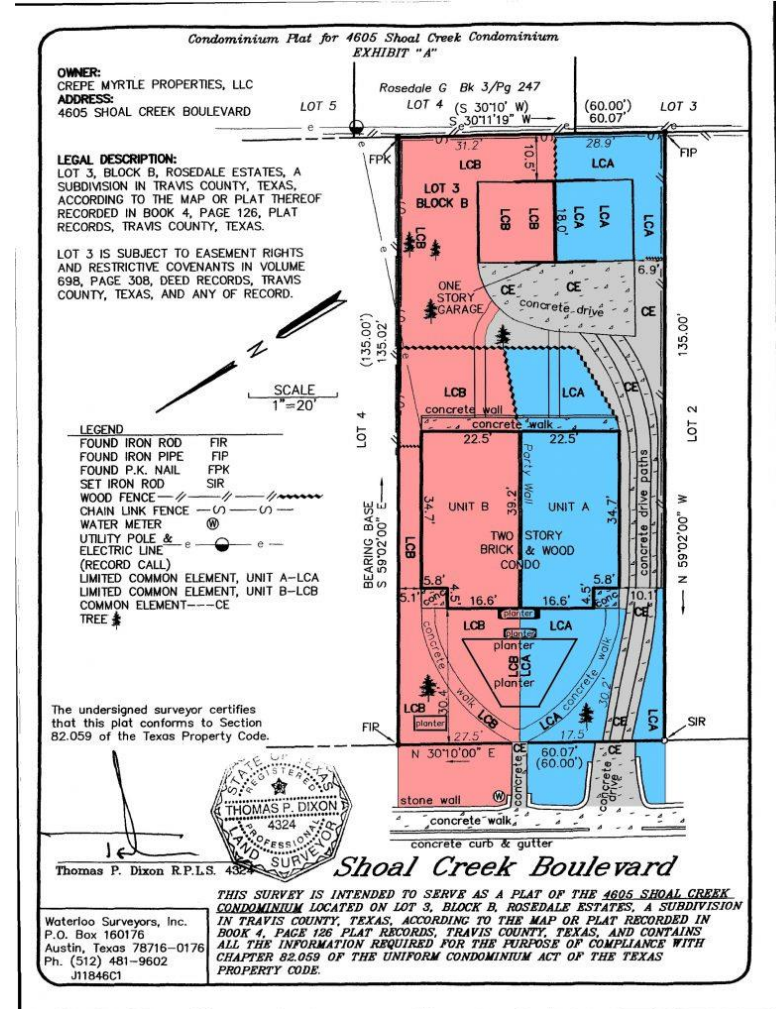 Condominium Plat for 4605 Shoal Creek Condominium
EXHIBIT "A"
OWNER:
CREPE MYRTLE PROPERTIES, LLC
ADDRESS:
4605 SHOAL CREEK BOULEVARD
Rosedale G Bk 3/Pg 247
LOT 5
LOT 4
(S 30°10' W)
(60.00')
LOT 3
S 30°11'19" W
60.07'
e
e
31.2'
28.9'
FPK
FIP
LEGAL DESCRIPTION:
LOT 3, BLOCK B, ROSEDALE ESTATES, A
SUBDIVISION IN TRAVIS COUNTY, TEXAS,
ACCORDING TO THE MAP OR PLAT THEREOF
RECORDED IN BOOK 4, PAGE 126, PLAT
RECORDS, TRAVIS COUNTY, TEXAS.
LOT 3 IS SUBJECT TO EASEMENT RIGHTS
AND RESTRICTIVE COVENANTS IN VOLUME
698, PAGE 308, DEED RECORDS, TRAVIS
COUNTY, TEXAS, AND ANY OF RECORD.
LCB
10.5'
LCA
LOT 3
BLOCK B
LCB
LCB
LCB
18.0'
LCA
LCA
LCA
6.9'
ONE
STORY
GARAGE
CE
CE
concrete drive
CE
e
e
e
(135.00')
135.02'
135.00'
N
SCALE
1"=20'
LCB
LCA
CE
concrete wall
concrete walk
22.5'
22.5'
LOT 4
LOT 2
LEGEND
FOUND IRON ROD FIR
FOUND IRON PIPE FIP
FOUND P.K. NAIL FPK
SET IRON ROD SIR
WOOD FENCE
CHAIN LINK FENCE S S
WATER METER W
UTILITY POLE &
ELECTRIC LINE e e
(RECORD CALL)
LIMITED COMMON ELEMENT, UNIT A-LCA
LIMITED COMMON ELEMENT, UNIT B-LCB
COMMON ELEMENT---CE
TREE
BEARING BASE
S 59°02'00" E
N 59°02'00" W
34.7'
UNIT B
39.2'
Party Wall
UNIT A
34.7'
concrete drive paths
TWO STORY
BRICK & WOOD
CONDO
LCB
5.8'
5.8'
5.1'
conc
4.5'
16.6'
16.6'
4.5'
conc
10.1'
CE
LCB
planter
LCA
planter
planter
LCB
LCA
planter
concrete
walk
concrete walk
LCB
30.4'
planter
LCB
LCA
30.2'
CE
LCA
FIP
27.5'
17.5'
SIR
N 30°10'00" E
CE
60.07'
(60.00')
CE
concrete
concrete
drive
stone wall
W
concrete walk
concrete curb & gutter
Shoal Creek Boulevard
The undersigned surveyor certifies
that this plat conforms to Section
82.059 of the Texas Property Code.
STATE OF TEXAS
REGISTERED
THOMAS P. DIXON
4324
PROFESSIONAL
LAND SURVEYOR
Thomas P. Dixon R.P.L.S. 4324
Waterloo Surveyors, Inc.
P.O. Box 160176
Austin, Texas 78716-0176
Ph. (512) 481-9602
J11846C1
THIS SURVEY IS INTENDED TO SERVE AS A PLAT OF THE 4605 SHOAL CREEK
CONDOMINIUM LOCATED ON LOT 3, BLOCK B, ROSEDALE ESTATES, A SUBDIVISION
IN TRAVIS COUNTY, TEXAS, ACCORDING TO THE MAP OR PLAT RECORDED IN
BOOK 4, PAGE 126 PLAT RECORDS, TRAVIS COUNTY, TEXAS, AND CONTAINS
ALL THE INFORMATION REQUIRED FOR THE PURPOSE OF COMPLIANCE WITH
CHAPTER 82.059 OF THE UNIFORM CONDOMINIUM ACT OF THE TEXAS
PROPERTY CODE.